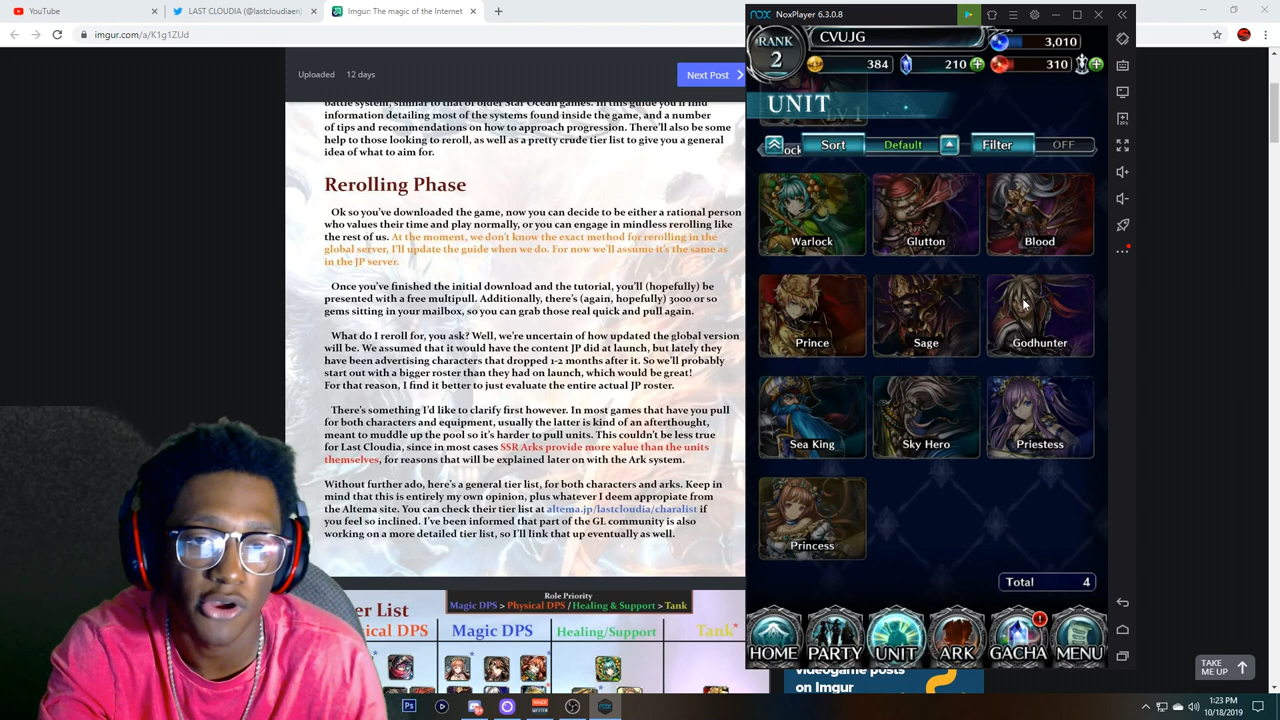 YouTube
LAST CLOUDIA (@lastcloudiaen)
Imgur: The magic of the Internet
Uploaded 12 days
Next Post
battle system, similar to that of older Star Ocean games. In this guide you'll find
information detailing most of the systems found inside the game, and a number
of tips and recommendations on how to approach progression. There'll also be some
help to those looking to reroll, as well as a pretty crude tier list to give you a general
idea of what to aim for.
Rerolling Phase
Ok so you've downloaded the game, now you can decide to be either a rational person
who values their time and play normally, or you can engage in mindless rerolling like
the rest of us. At the moment, we don't know the exact method for rerolling in the
global server, I'll update the guide when we do. For now we'll assume it's the same as
in the JP server.
Once you've finished the initial download and the tutorial, you'll (hopefully) be
presented with a free multipull. Additionally, there's (again, hopefully) 3000 or so
gems sitting in your mailbox, so you can grab those real quick and pull again.
What do I reroll for, you ask? Well, we're uncertain of how updated the global version
will be. We assumed that it would have the content JP did at launch, but lately they
have been advertising characters that dropped 1-2 months after it. So we'll probably
start out with a bigger roster than they had on launch, which would be great!
For that reason, I find it better to just evaluate the entire actual JP roster.
There's something I'd like to clarify first however. In most games that have you pull
for both characters and equipment, usually the latter is kind of an afterthought,
meant to muddle up the pool so it's harder to pull units. This couldn't be less true
for Last Cloudia, since in most cases SSR Arks provide more value than the units
themselves, for reasons that will be explained later on with the Ark system.
Without further ado, here's a general tier list, for both characters and arks. Keep in
mind that this is entirely my own opinion, plus whatever I deem appropiate from
the Altema site. You can check their tier list at altema.jp/lastcloudia/charalist if
you feel so inclined. I've been informed that part of the GL community is also
working on a more detailed tier list, so I'll link that up eventually as well.
Role Priority
Magic DPS > Physical DPS / Healing & Support > Tank
er List
ical DPS
Magic DPS
Healing/Support
Tank*
videogame posts
on Imgur
TAKE
ME UP
nox NoxPlayer 6.3.0.8
RANK
2
CVUJG
3,010
384
210
310
UNIT
Lv.1
ock
Sort
Default
Filter
OFF
Warlock
Glutton
Blood
Prince
Sage
Godhunter
Sea King
Sky Hero
Priestess
Princess
Total 4
HOME
PARTY
UNIT
ARK
GACHA
MENU
1:23 PM
10/18/2019